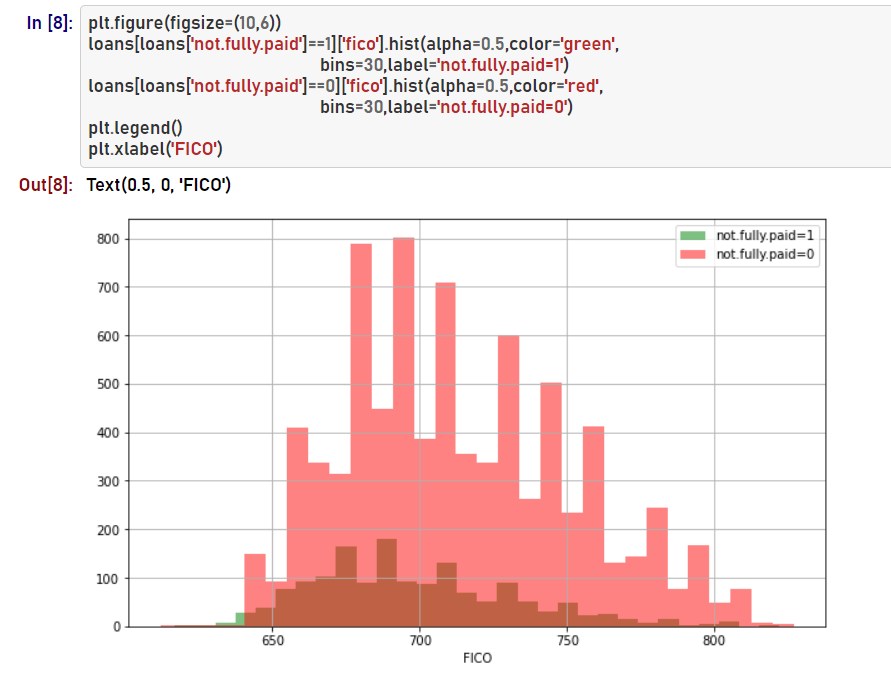 In [8]: plt.figure(figsize=(10,6))
loans[loans['not.fully.paid']==1]['fico'].hist(alpha=0.5,color='green',
bins=30,label='not.fully.paid=1')
loans[loans['not.fully.paid']==0]['fico'].hist(alpha=0.5,color='red',
bins=30,label='not.fully.paid=0')
plt.legend()
plt.xlabel('FICO')
Out[8]: Text(0.5, 0, 'FICO')
not.fully.paid=1
not.fully.paid=0
800
700
600
500
400
300
200
100
0
650 700 750 800
FICO